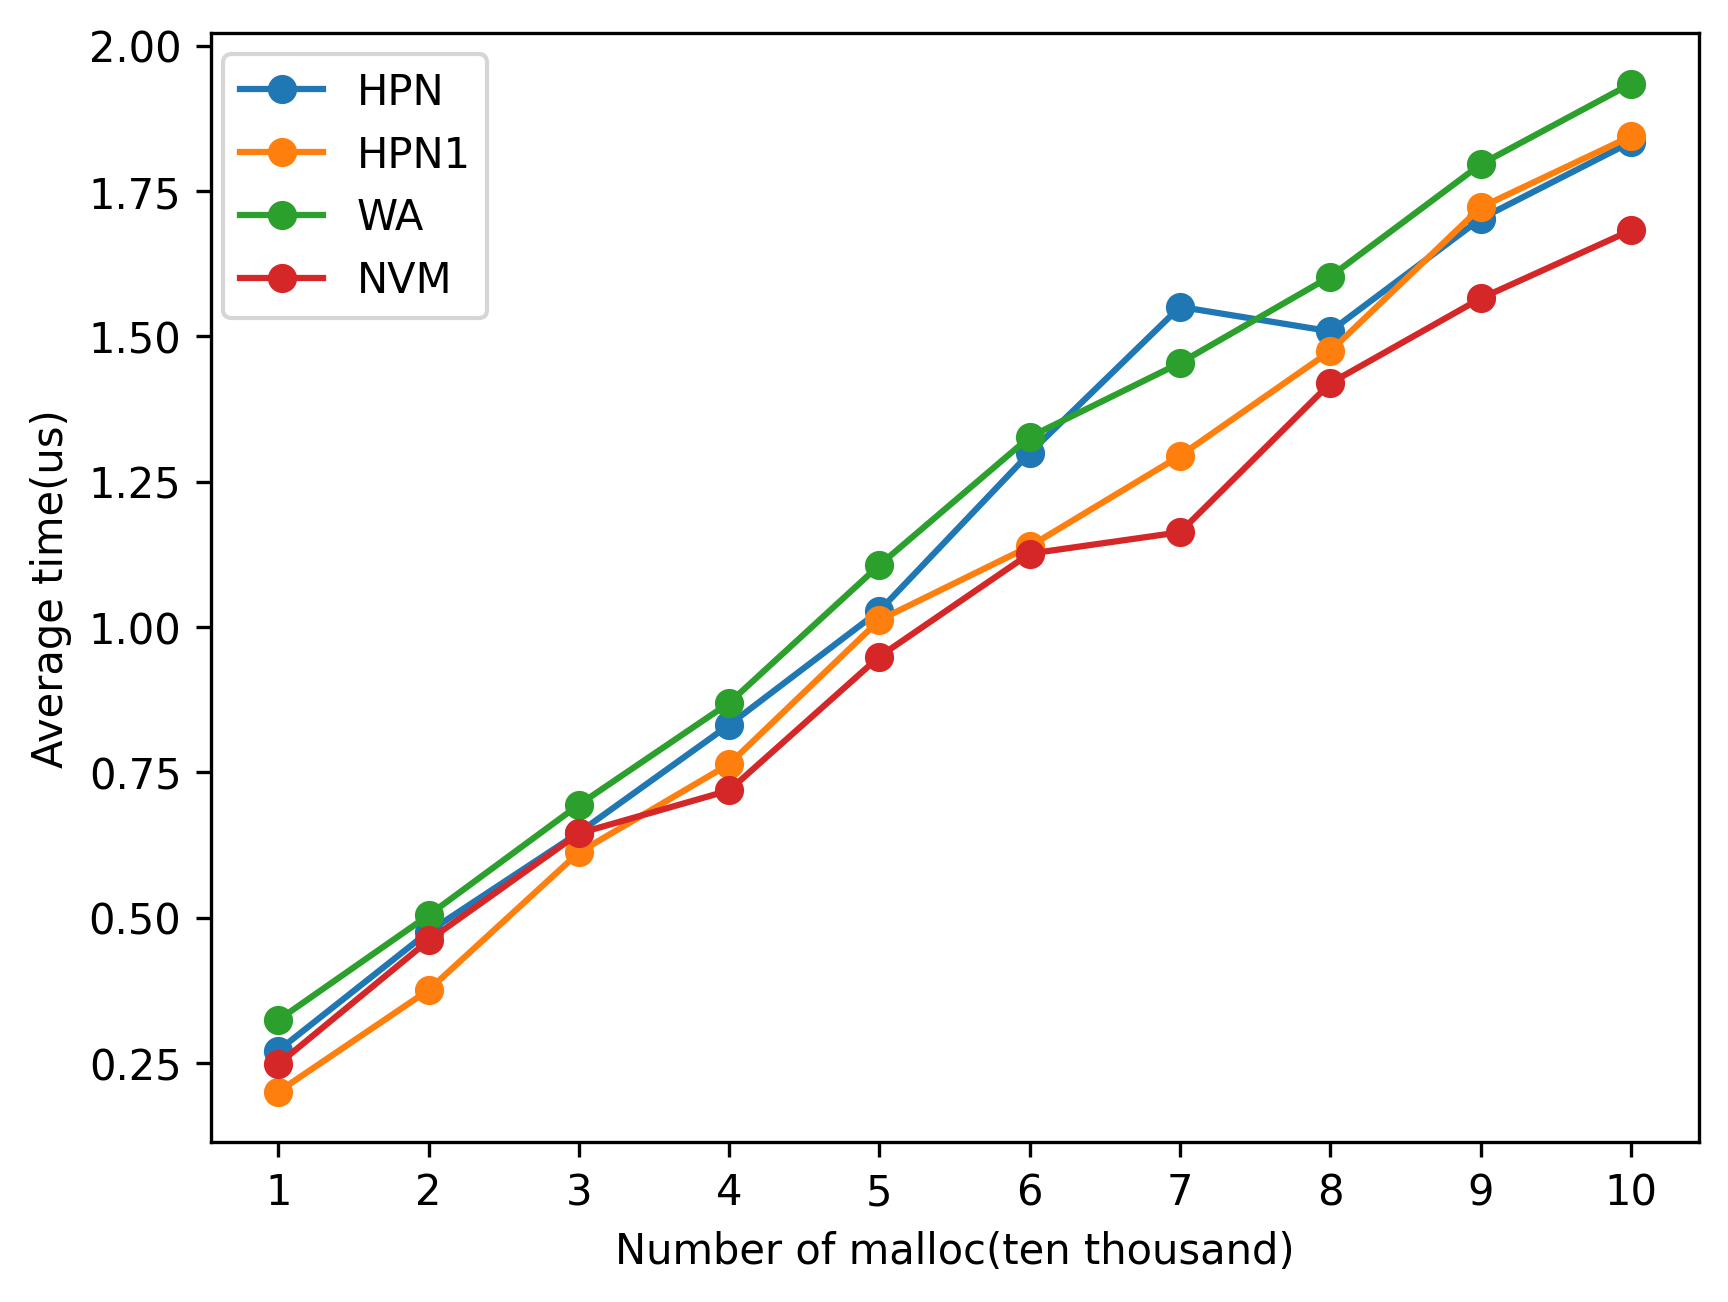 2.00
1.75
1.50
1.25
1.00
0.75
0.50
0.25
Average time(us)
HPN
HPN1
WA
NVM
1 2 3 4 5 6 7 8 9 10
Number of malloc(ten thousand)